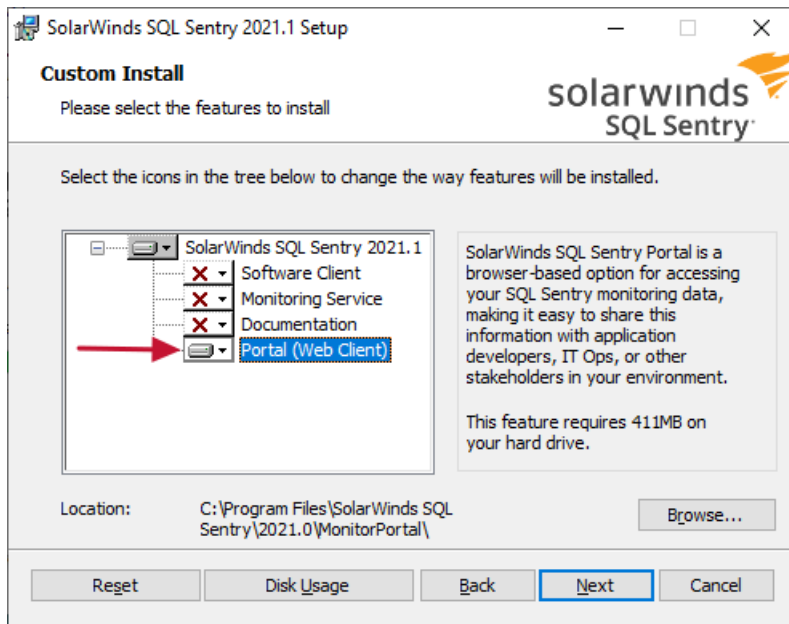 SolarWinds SQL Sentry 2021.1 Setup
Custom Install
Please select the features to install
solarwinds
SQL Sentry
Select the icons in the tree below to change the way features will be installed.
SolarWinds SQL Sentry 2021.1
Software Client
Monitoring Service
Documentation
Portal (Web Client)
SolarWinds SQL Sentry Portal is a
browser-based option for accessing
your SQL Sentry monitoring data,
making it easy to share this
information with application
developers, IT Ops, or other
stakeholders in your environment.
This feature requires 411MB on
your hard drive.
Location:
C:\Program Files\SolarWinds SQL
Sentry\2021.0\MonitorPortal\
Browse...
Reset
Disk Usage
Back
Next
Cancel